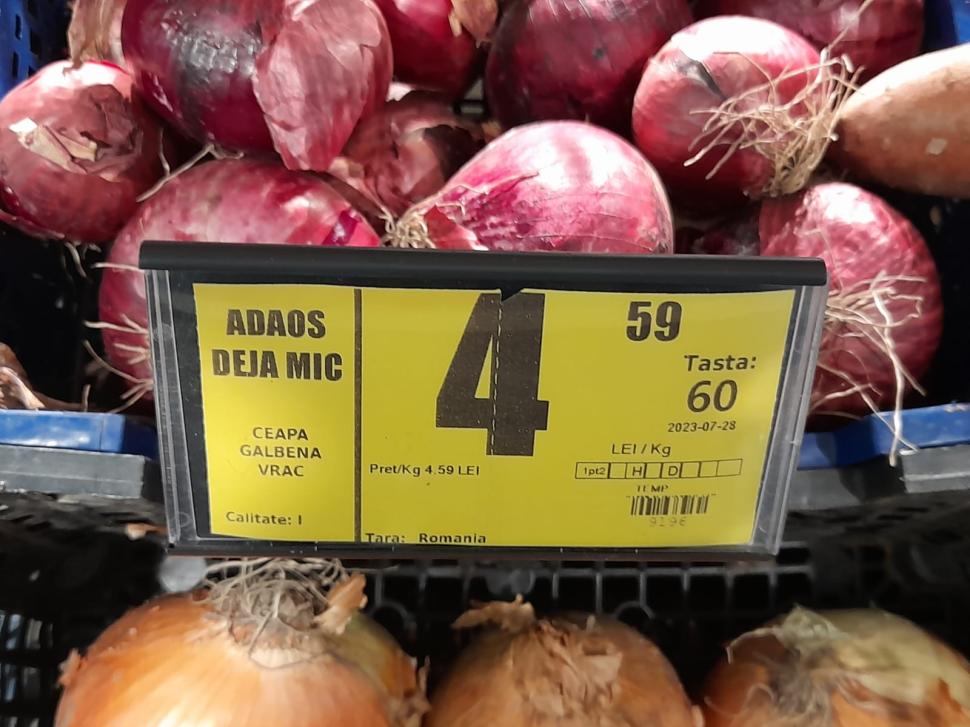 ADAOS
DEJA MIC
CEAPA
GALBENA
VRAC
Calitate: I
4 59
Tasta:
60
2023-07-28
LEI / Kg
Pret/Kg 4.59 LEI
1pt2 H D
TEMP
9196
Tara: Romania